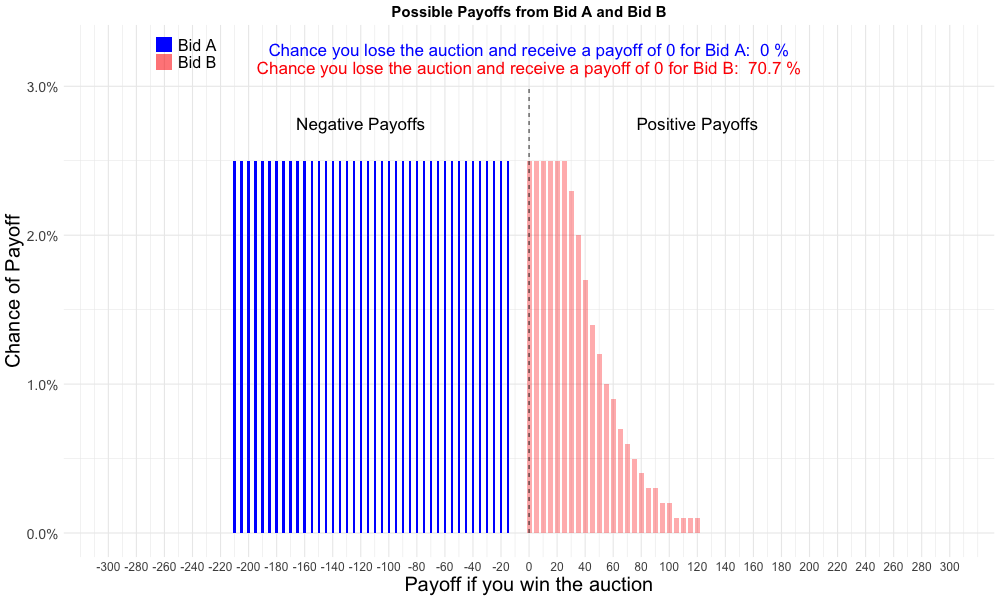 Possible Payoffs from Bid A and Bid B
Bid A
Bid B
Chance you lose the auction and receive a payoff of 0 for Bid A:  0 %
Chance you lose the auction and receive a payoff of 0 for Bid B:  70.7 %
Negative Payoffs
Positive Payoffs
Chance of Payoff
3.0%
2.0%
1.0%
0.0%
-300 -280 -260 -240 -220 -200 -180 -160 -140 -120 -100 -80 -60 -40 -20 0 20 40 60 80 100 120 140 160 180 200 220 240 260 280 300
Payoff if you win the auction